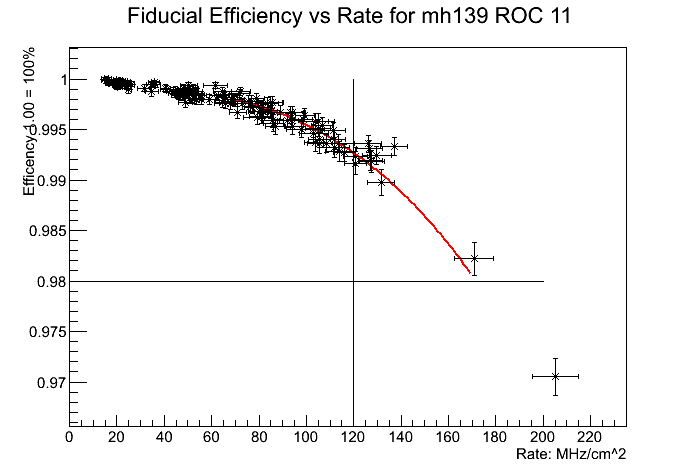 Fiducial Efficiency vs Rate for mh139 ROC 11
Efficency 1.00 = 100%
1
0.995
0.99
0.985
0.98
0.975
0.97
0 20 40 60 80 100 120 140 160 180 200 220
Rate: MHz/cm^2